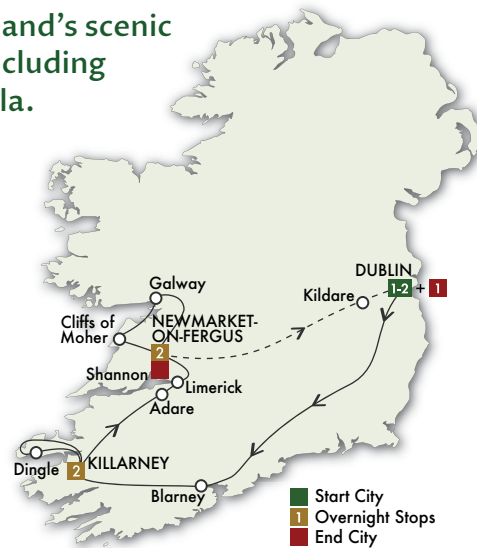 and's scenic
cluding
la.
DUBLIN
1-2 + 1
Kildare
Galway
Cliffs of
Moher
NEWMARKET-
ON-FERGUS
2
Shannon
Limerick
Adare
Dingle
2 KILLARNEY
Blarney
Start City
1 Overnight Stops
End City